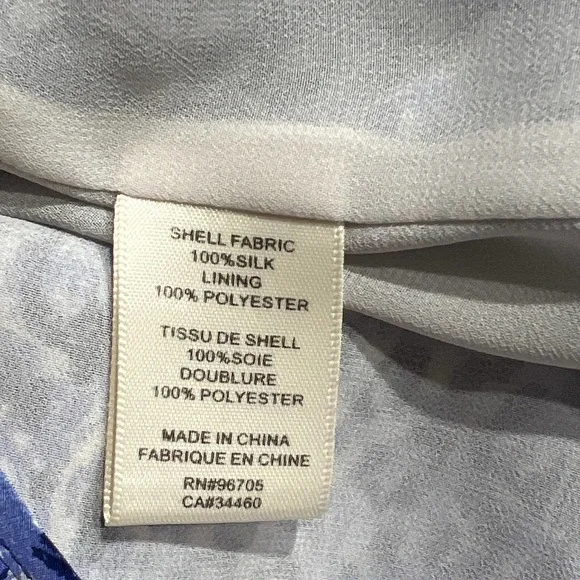 SHELL FABRIC
100%SILK
LINING
100% POLYESTER
TISSU DE SHELL
100%SOIE
DOUBLURE
100% POLYESTER
MADE IN CHINA
FABRIQUE EN CHINE
RN#96705
CA#34460